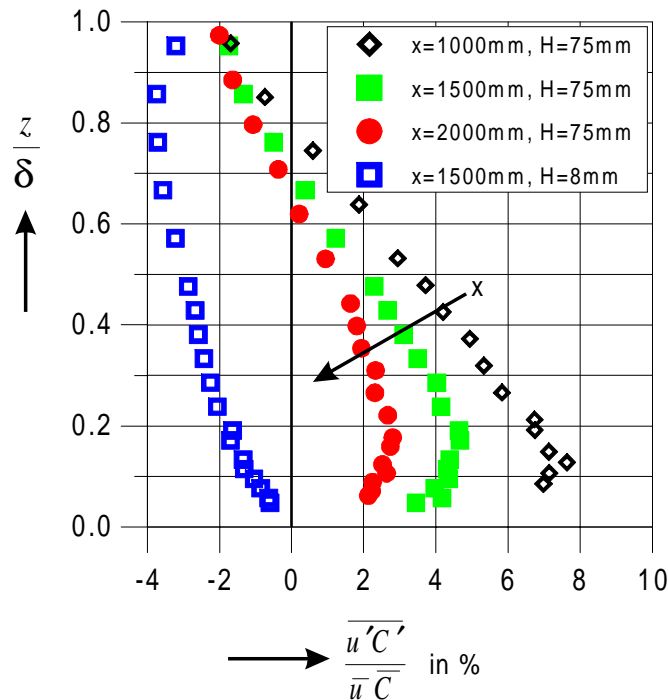 z
δ
1.0
0.8
0.6
0.4
0.2
0.0
x=1000mm, H=75mm
x=1500mm, H=75mm
x=2000mm, H=75mm
x=1500mm, H=8mm
x
-4 -2 0 2 4 6 8 10
u′C′
u C in %